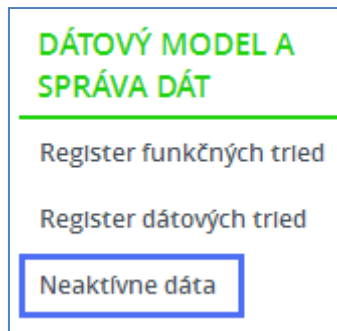 DÁTOVÝ MODEL A
SPRÁVA DÁT
Register funkčných tried
Register dátových tried
Neaktívne dáta